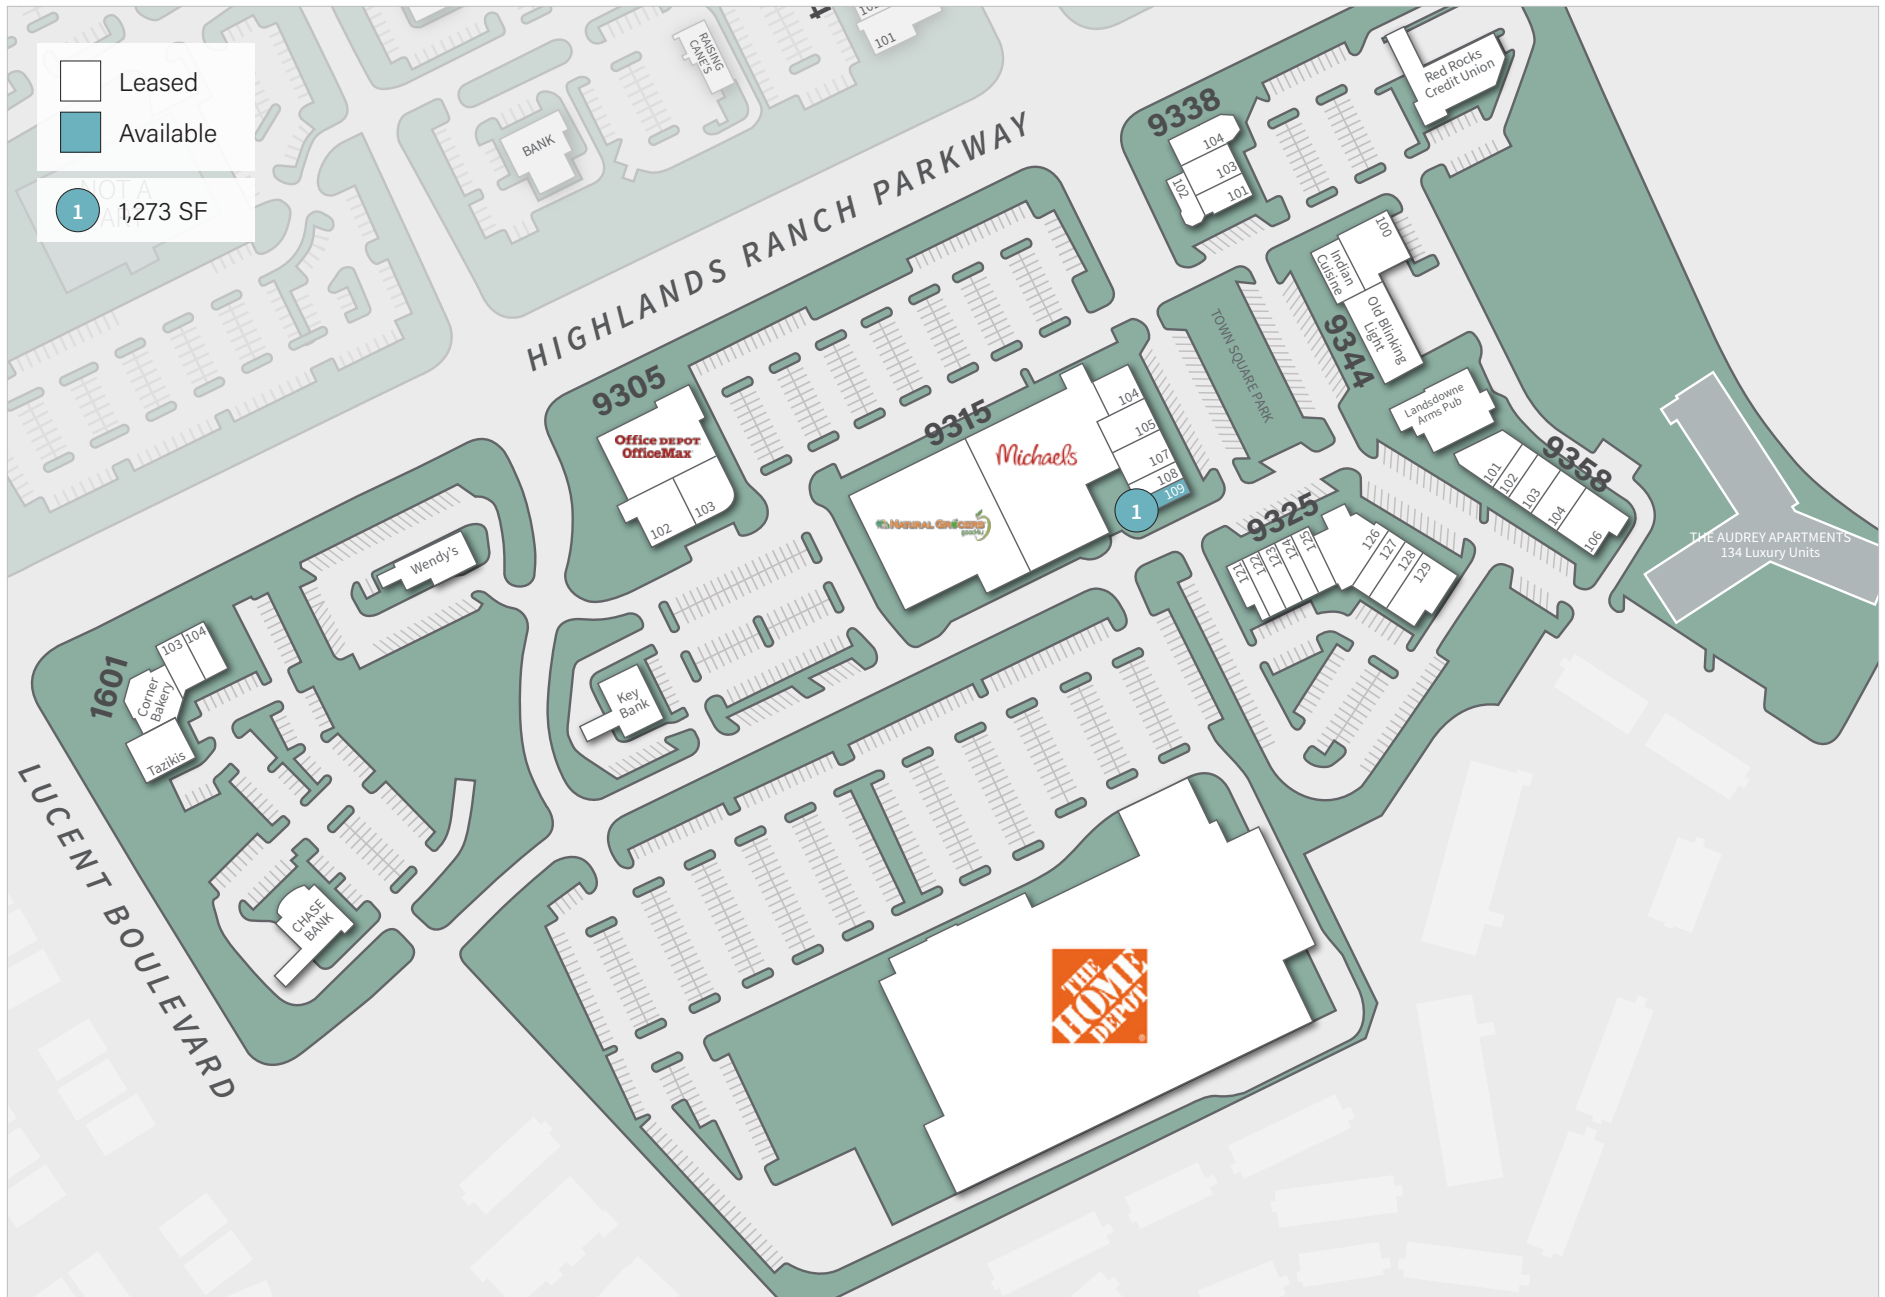 Leased
Available
NOT A
PART
1
1,273 SF
RAISING
CANE'S
101
BANK
HIGHLANDS RANCH PARKWAY
LUCENT BOULEVARD
Red Rocks
Credit Union
9338
104
103
102
101
100
Indian
Cuisine
Old Blinking
Light
9344
TOWN SQUARE PARK
Landsdowne
Arms Pub
9358
101
102
103
104
106
THE AUDREY APARTMENTS
134 Luxury Units
9305
Office DEPOT
OfficeMax
102
103
9315
Michaels
NATURAL GROCERS
104
105
107
108
109
1
9325
121
122
123
124
125
126
127
128
129
Wendy's
1601
103
104
Corner
Bakery
Tazikis
Key
Bank
CHASE
BANK
THE
HOME
DEPOT